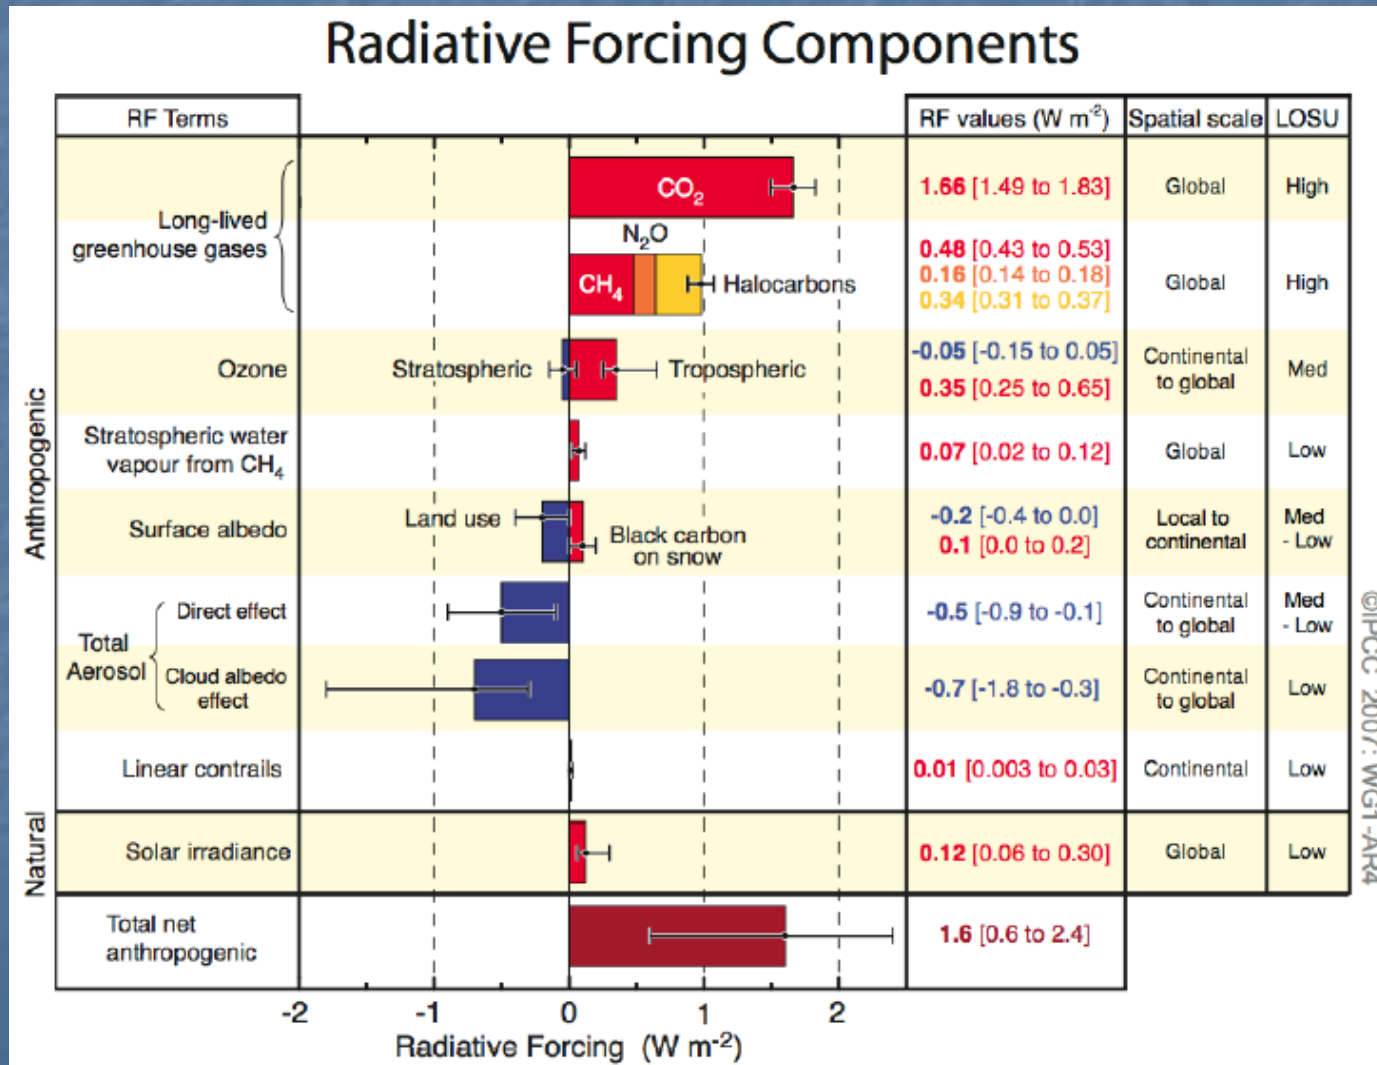 Radiative Forcing Components
RF Terms
RF values (W m-2)
Spatial scale
LOSU
Anthropogenic
Long-lived
greenhouse gases
CO2
1.66 [1.49 to 1.83]
Global
High
N2O
CH4
Halocarbons
0.48 [0.43 to 0.53]
0.16 [0.14 to 0.18]
0.34 [0.31 to 0.37]
Global
High
Ozone
Stratospheric
Tropospheric
-0.05 [-0.15 to 0.05]
0.35 [0.25 to 0.65]
Continental
to global
Med
Stratospheric water
vapour from CH4
0.07 [0.02 to 0.12]
Global
Low
Surface albedo
Land use
Black carbon
on snow
-0.2 [-0.4 to 0.0]
0.1 [0.0 to 0.2]
Local to
continental
Med
- Low
Total
Aerosol
Direct effect
-0.5 [-0.9 to -0.1]
Continental
to global
Med
- Low
Cloud albedo
effect
-0.7 [-1.8 to -0.3]
Continental
to global
Low
Linear contrails
0.01 [0.003 to 0.03]
Continental
Low
Natural
Solar irradiance
0.12 [0.06 to 0.30]
Global
Low
Total net
anthropogenic
1.6 [0.6 to 2.4]
-2 -1 0 1 2
Radiative Forcing (W m-2)
©IPCC 2007: WG1-AR4